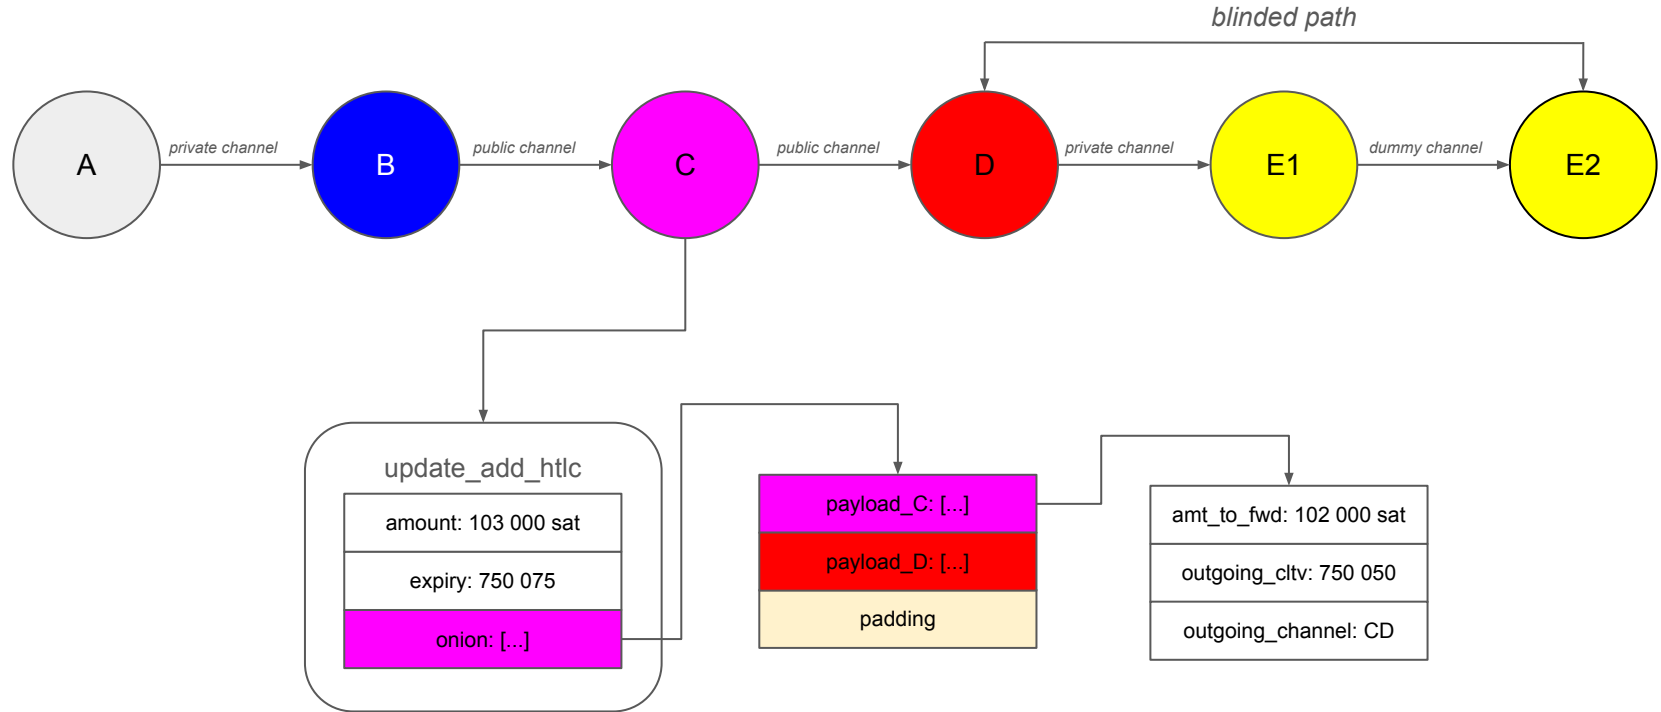 blinded path
A
private channel
B
public channel
C
public channel
D
private channel
E1
dummy channel
E2
update_add_htlc
amount: 103 000 sat
expiry: 750 075
onion: [...]
payload_C: [...]
payload_D: [...]
padding
amt_to_fwd: 102 000 sat
outgoing_cltv: 750 050
outgoing_channel: CD